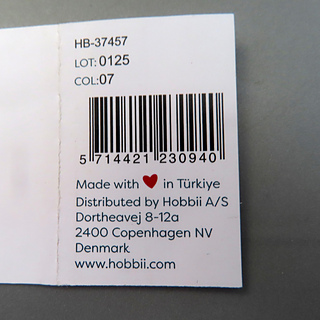 HB-37457
LOT: 0125
COL: 07
5 714421 230940
Made with ❤ in Türkiye
Distributed by Hobbii A/S
Dortheavej 8-12a
2400 Copenhagen NV
Denmark
www.hobbii.com